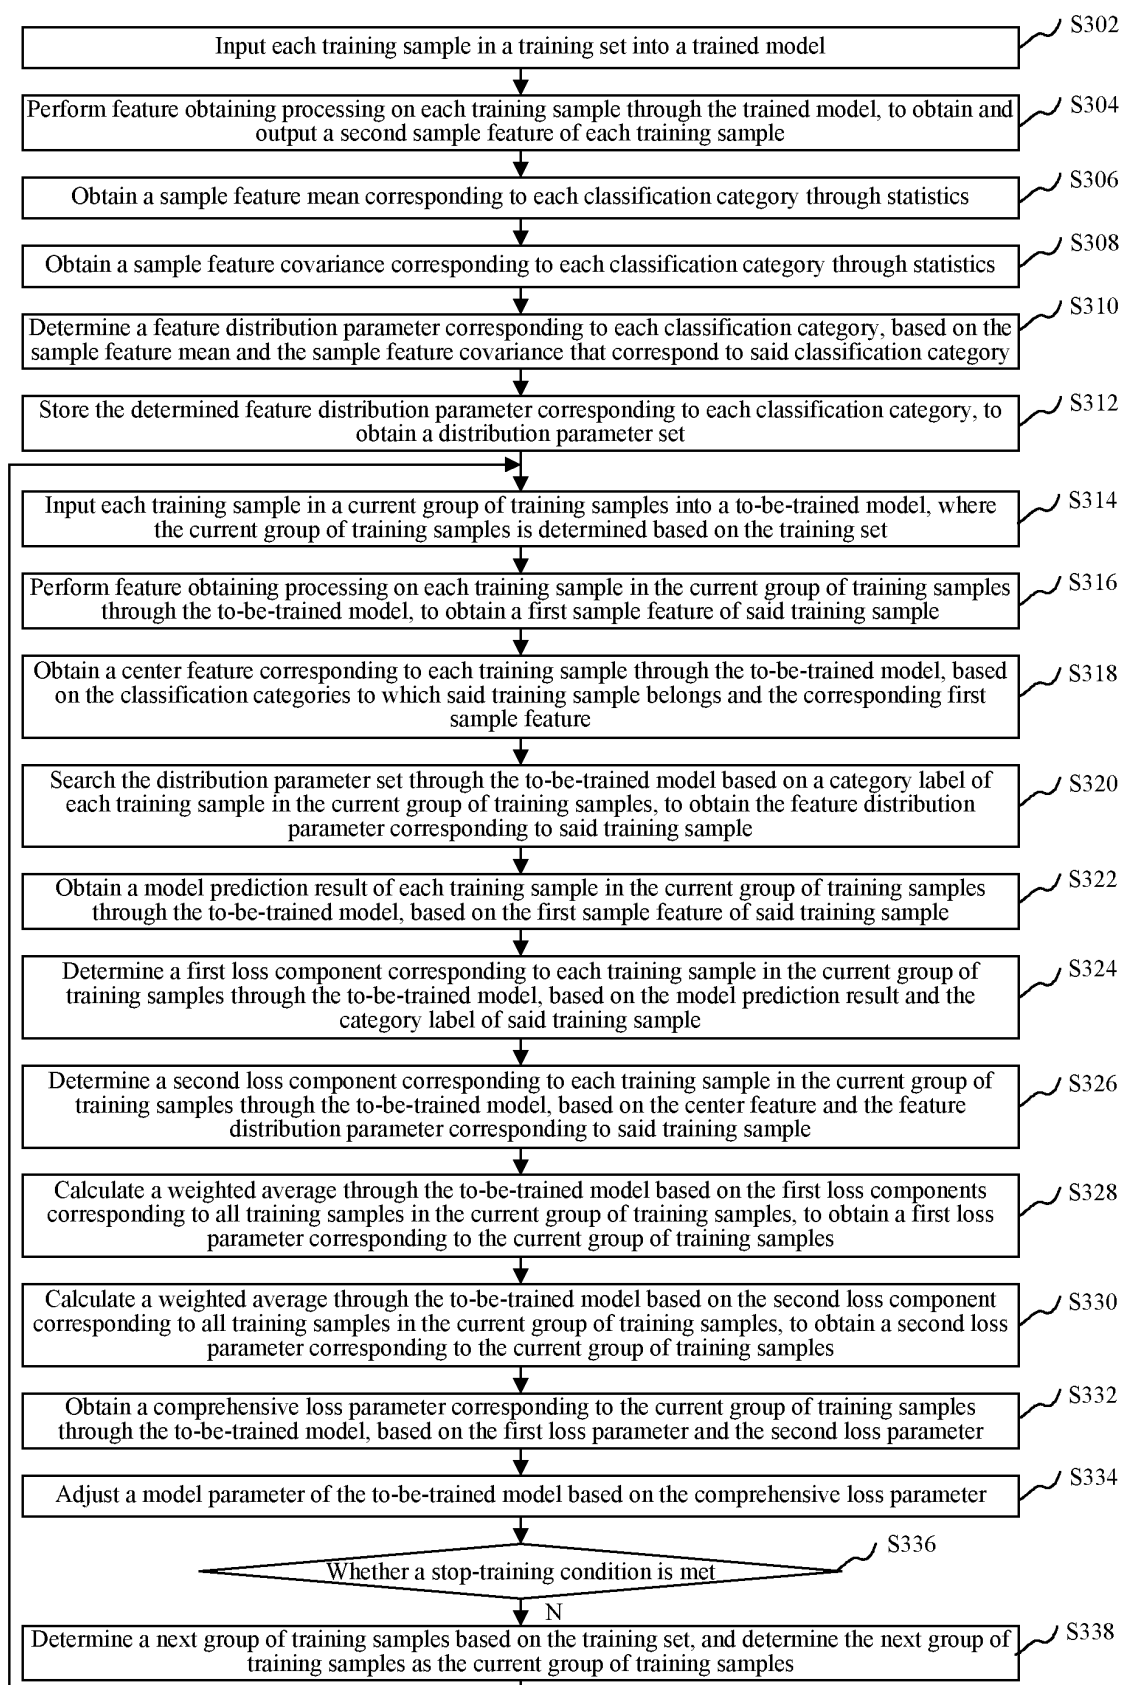 S302
Input each training sample in a training set into a trained model
S304
Perform feature obtaining processing on each training sample through the trained model, to obtain and
output a second sample feature of each training sample
S306
Obtain a sample feature mean corresponding to each classification category through statistics
S308
Obtain a sample feature covariance corresponding to each classification category through statistics
S310
Determine a feature distribution parameter corresponding to each classification category, based on the
sample feature mean and the sample feature covariance that correspond to said classification category
S312
Store the determined feature distribution parameter corresponding to each classification category, to
obtain a distribution parameter set
S314
Input each training sample in a current group of training samples into a to-be-trained model, where
the current group of training samples is determined based on the training set
S316
Perform feature obtaining processing on each training sample in the current group of training samples
through the to-be-trained model, to obtain a first sample feature of said training sample
S318
Obtain a center feature corresponding to each training sample through the to-be-trained model, based
on the classification categories to which said training sample belongs and the corresponding first
sample feature
S320
Search the distribution parameter set through the to-be-trained model based on a category label of
each training sample in the current group of training samples, to obtain the feature distribution
parameter corresponding to said training sample
S322
Obtain a model prediction result of each training sample in the current group of training samples
through the to-be-trained model, based on the first sample feature of said training sample
S324
Determine a first loss component corresponding to each training sample in the current group of
training samples through the to-be-trained model, based on the model prediction result and the
category label of said training sample
S326
Determine a second loss component corresponding to each training sample in the current group of
training samples through the to-be-trained model, based on the center feature and the feature
distribution parameter corresponding to said training sample
S328
Calculate a weighted average through the to-be-trained model based on the first loss components
corresponding to all training samples in the current group of training samples, to obtain a first loss
parameter corresponding to the current group of training samples
S330
Calculate a weighted average through the to-be-trained model based on the second loss component
corresponding to all training samples in the current group of training samples, to obtain a second loss
parameter corresponding to the current group of training samples
S332
Obtain a comprehensive loss parameter corresponding to the current group of training samples
through the to-be-trained model, based on the first loss parameter and the second loss parameter
S334
Adjust a model parameter of the to-be-trained model based on the comprehensive loss parameter
S336
Whether a stop-training condition is met
N
S338
Determine a next group of training samples based on the training set, and determine the next group of
training samples as the current group of training samples